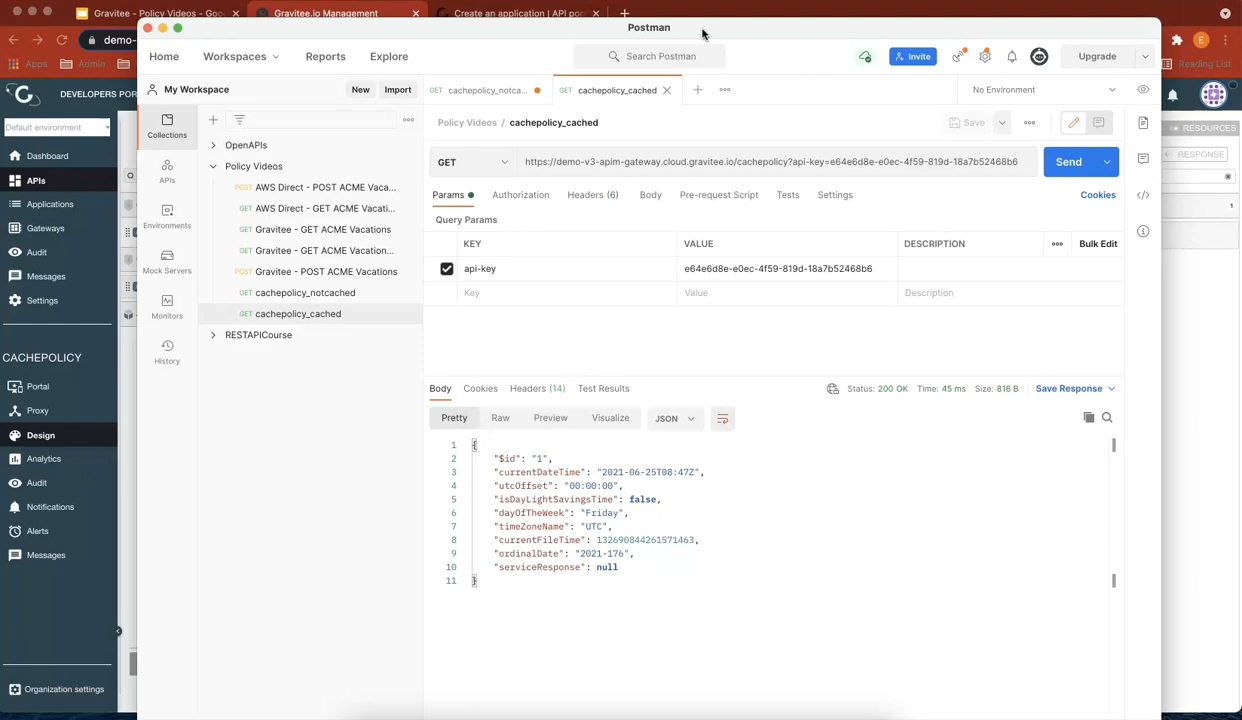 Gravitee - Policy Videos - Goo
Gravitee.io Management
Create an application | API por
Postman
demo-
Apps
Admin
Reading List
Home
Workspaces
Reports
Explore
Search Postman
Invite
Upgrade
DEVELOPERS POR
Default environment
Dashboard
APIs
Applications
Gateways
Audit
Messages
Settings
CACHEPOLICY
Portal
Proxy
Design
Analytics
Audit
Notifications
Alerts
Messages
Organization settings
My Workspace
New
Import
Collections
APIs
Environments
Mock Servers
Monitors
History
OpenAPIs
Policy Videos
POST AWS Direct - POST ACME Vaca...
GET AWS Direct - GET ACME Vacati...
GET Gravitee - GET ACME Vacations
GET Gravitee - GET ACME Vacation...
POST Gravitee - POST ACME Vacations
GET cachepolicy_notcached
GET cachepolicy_cached
RESTAPICourse
GET cachepolicy_notca...
GET cachepolicy_cached
No Environment
Policy Videos / cachepolicy_cached
Save
GET
https://demo-v3-apim-gateway.cloud.gravitee.io/cachepolicy?api-key=e64e6d8e-e0ec-4f59-819d-18a7b52468b6
Send
Params
Authorization
Headers (6)
Body
Pre-request Script
Tests
Settings
Cookies
Query Params
KEY
VALUE
DESCRIPTION
Bulk Edit
api-key
e64e6d8e-e0ec-4f59-819d-18a7b52468b6
Key
Value
Description
Body
Cookies
Headers (14)
Test Results
Status: 200 OK
Time: 45 ms
Size: 816 B
Save Response
Pretty
Raw
Preview
Visualize
JSON
1 {
2 "$id": "1",
3 "currentDateTime": "2021-06-25T08:47Z",
4 "utcOffset": "00:00:00",
5 "isDayLightSavingsTime": false,
6 "dayOfTheWeek": "Friday",
7 "timeZoneName": "UTC",
8 "currentFileTime": 132690844261571463,
9 "ordinalDate": "2021-176",
10 "serviceResponse": null
11 }
RESOURCES
RESPONSE
1